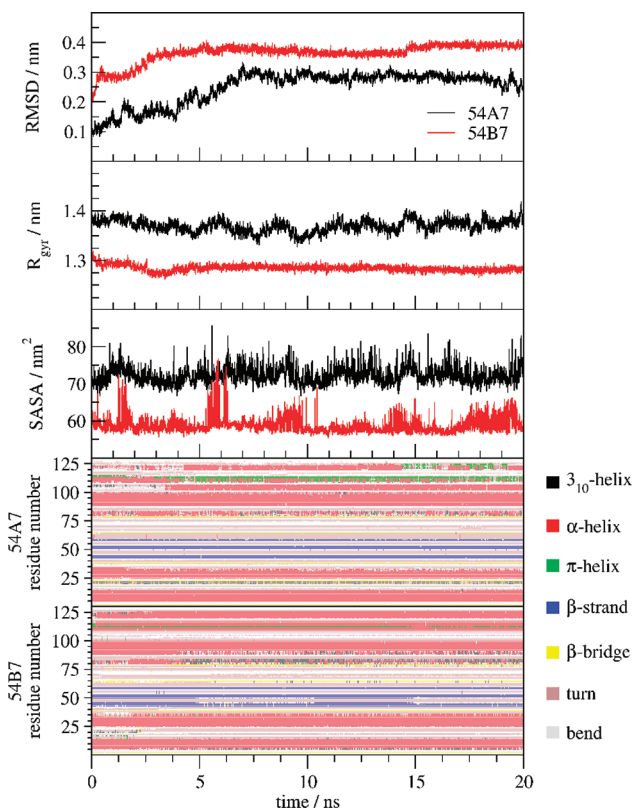 0.4
0.3
0.2
0.1
RMSD / nm
54A7
54B7
1.4
1.3
R_gyr / nm
80
70
60
SASA / nm²
125
100
75
50
25
54A7
residue number
125
100
75
50
25
54B7
residue number
0 5 10 15 20
time / ns
3₁₀-helix
α-helix
π-helix
β-strand
β-bridge
turn
bend